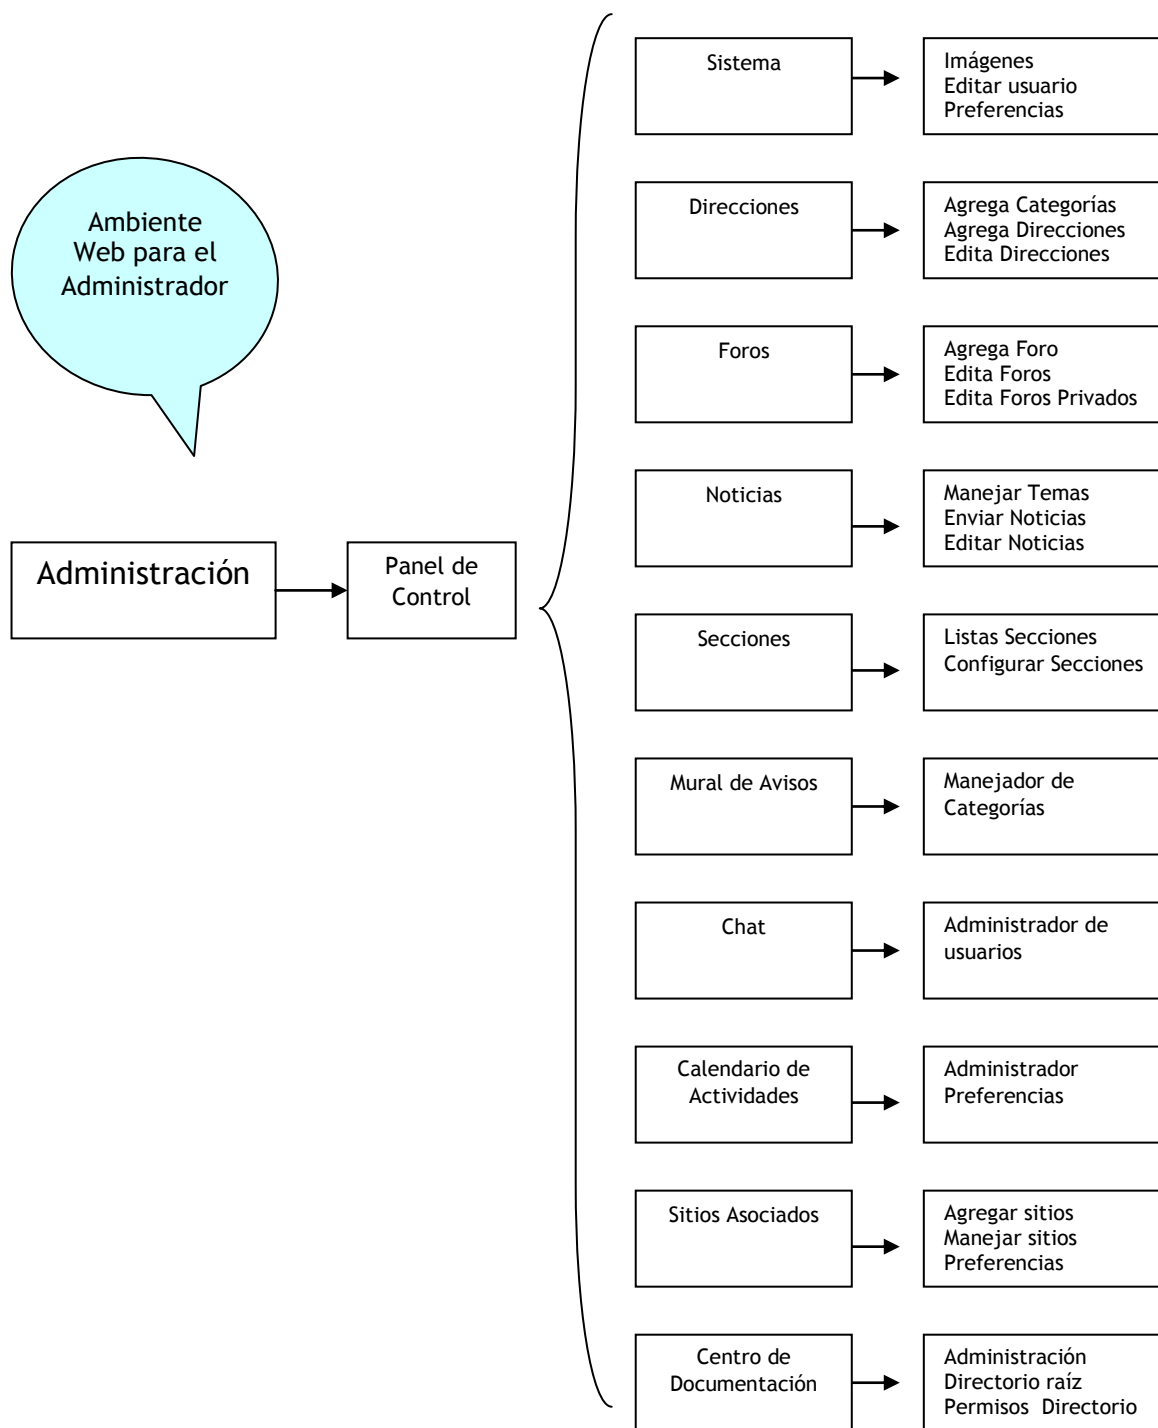 Ambiente
Web para el
Administrador
Administración
Panel de
Control
Sistema
Imágenes
Editar usuario
Preferencias
Direcciones
Agrega Categorías
Agrega Direcciones
Edita Direcciones
Foros
Agrega Foro
Edita Foros
Edita Foros Privados
Noticias
Manejar Temas
Enviar Noticias
Editar Noticias
Secciones
Listas Secciones
Configurar Secciones
Mural de Avisos
Manejador de
Categorías
Chat
Administrador de
usuarios
Calendario de
Actividades
Administrador
Preferencias
Sitios Asociados
Agregar sitios
Manejar sitios
Preferencias
Centro de
Documentación
Administración
Directorio raíz
Permisos  Directorio